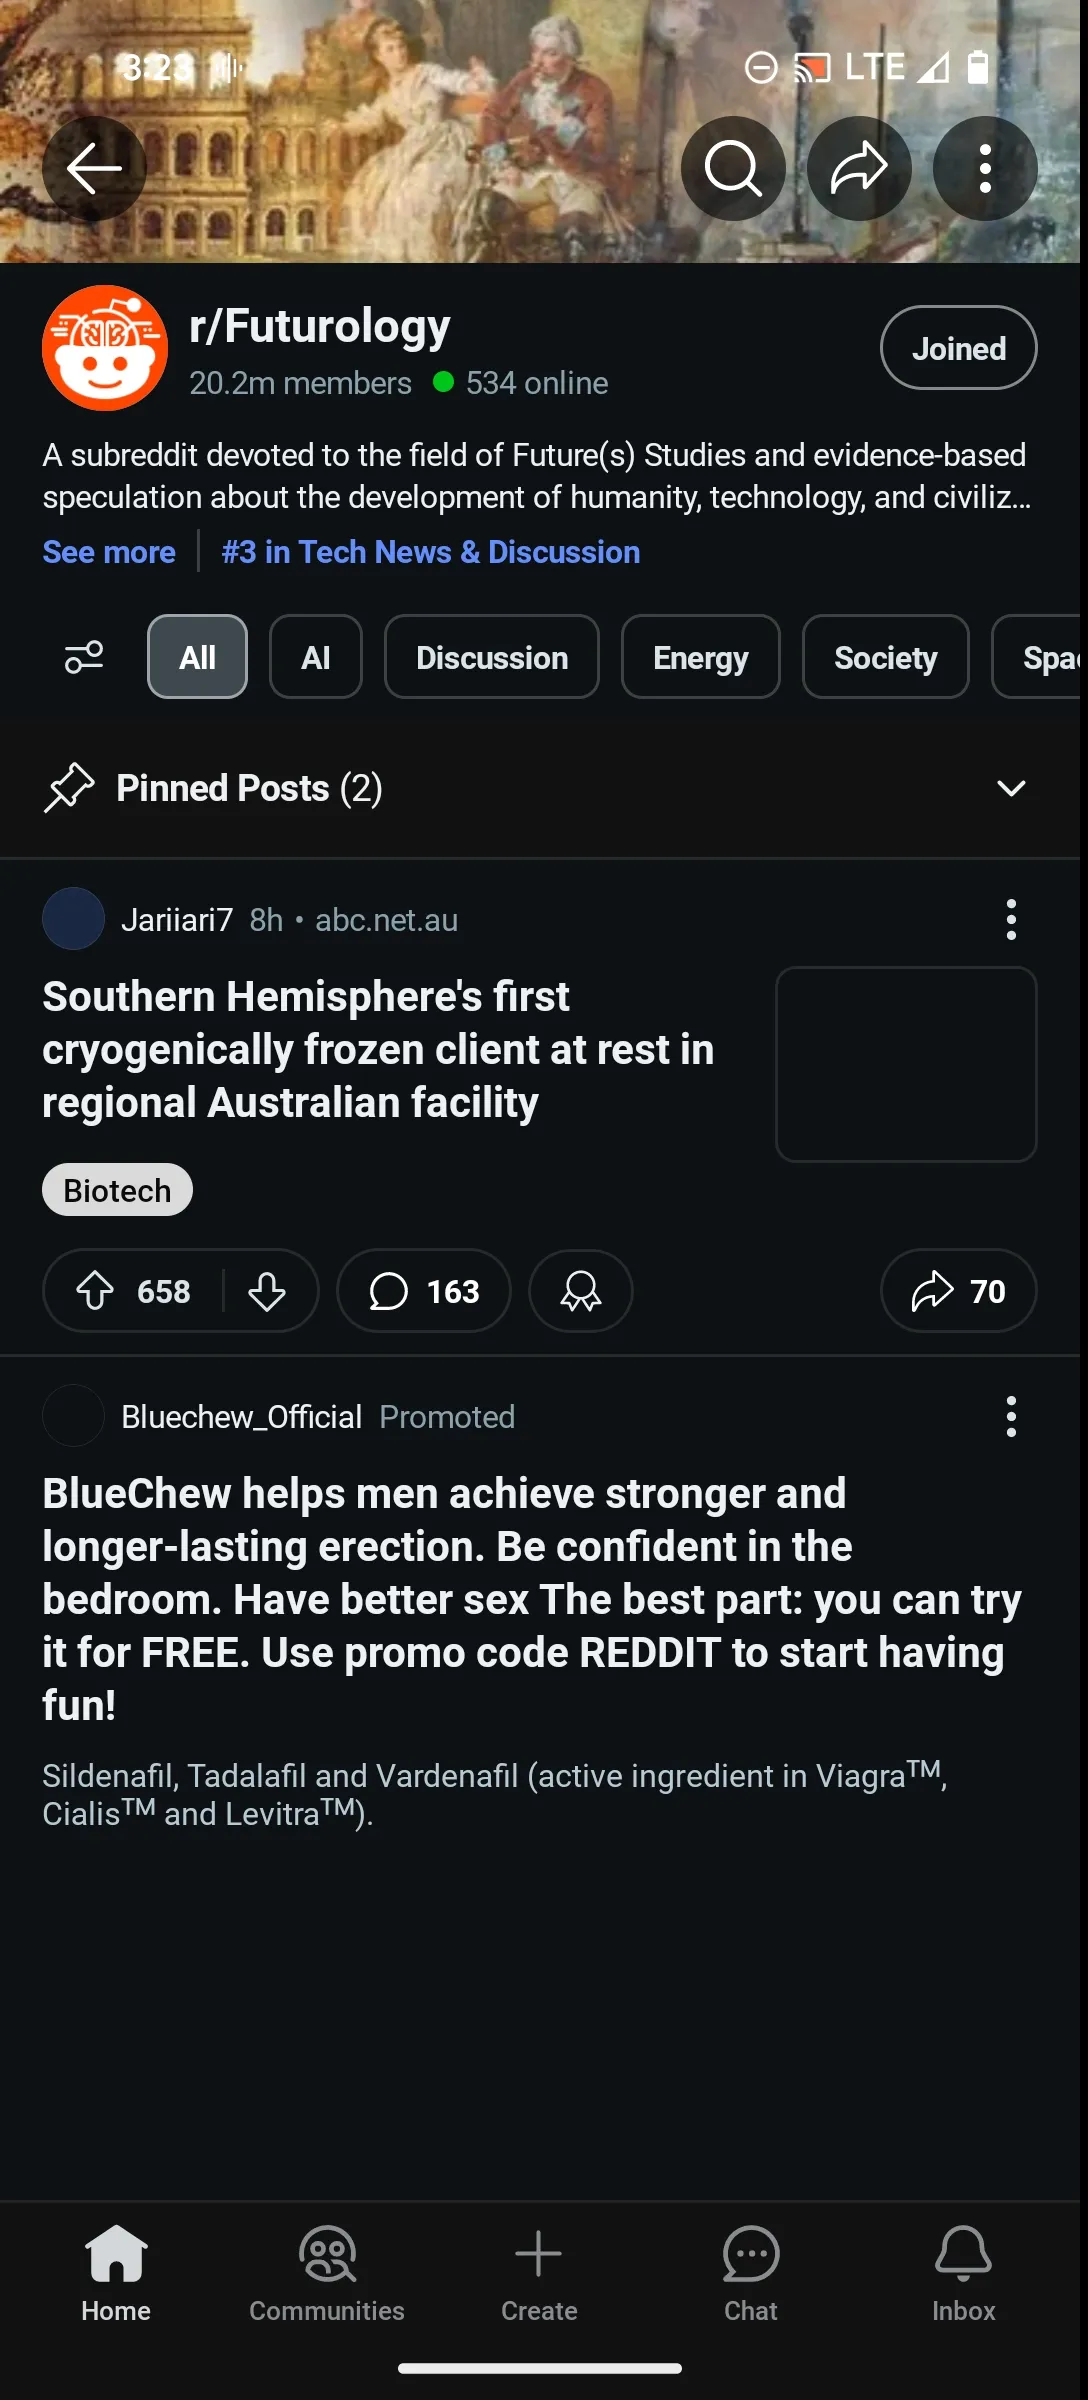 3:23
LTE
r/Futurology
20.2m members 534 online
Joined
A subreddit devoted to the field of Future(s) Studies and evidence-based
speculation about the development of humanity, technology, and civiliz...
See more #3 in Tech News & Discussion
All AI Discussion Energy Society Spa
Pinned Posts (2)
Jariiari7 8h • abc.net.au
Southern Hemisphere's first
cryogenically frozen client at rest in
regional Australian facility
Biotech
658 163 70
Bluechew_Official Promoted
BlueChew helps men achieve stronger and
longer-lasting erection. Be confident in the
bedroom. Have better sex The best part: you can try
it for FREE. Use promo code REDDIT to start having
fun!
Sildenafil, Tadalafil and Vardenafil (active ingredient in Viagra™,
Cialis™ and Levitra™).
Home Communities Create Chat Inbox